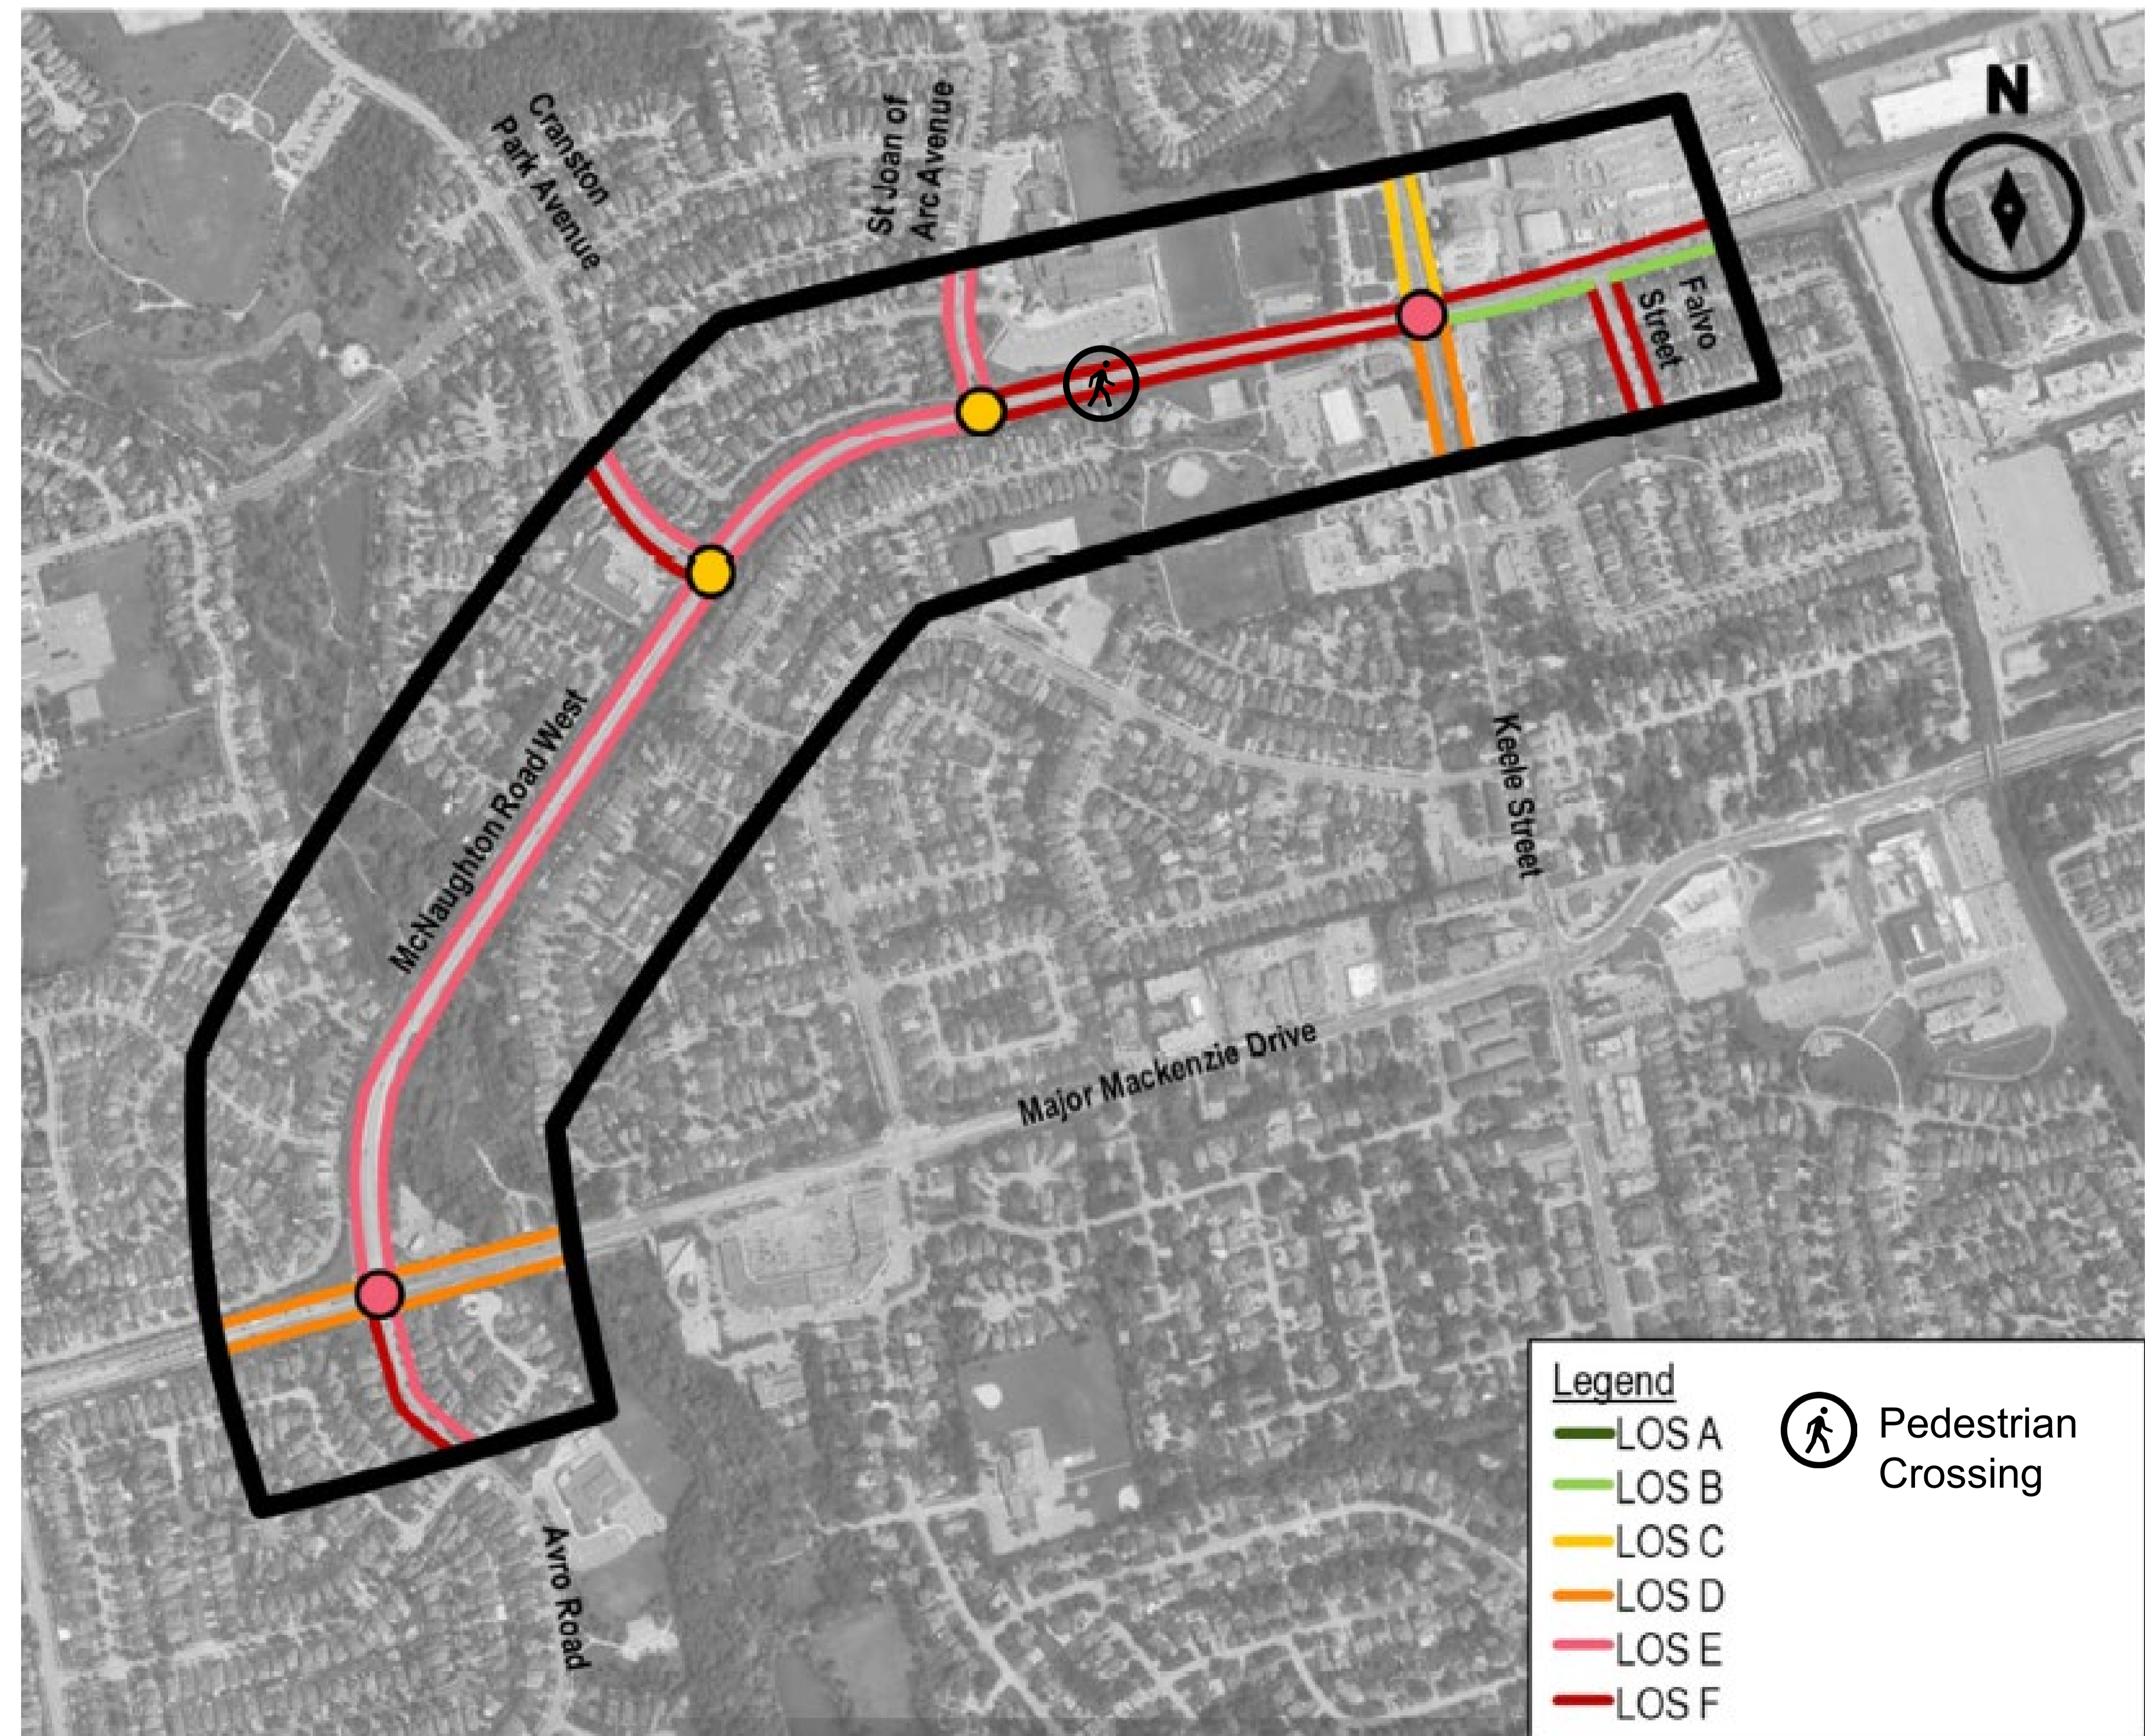 N
Cranston
Park Avenue
St Joan of
Arc Avenue
Falvo
Street
McNaughton Road West
Keele Street
Major Mackenzie Drive
Avro Road
Legend
LOS A
LOS B
LOS C
LOS D
LOS E
LOS F
Pedestrian
Crossing